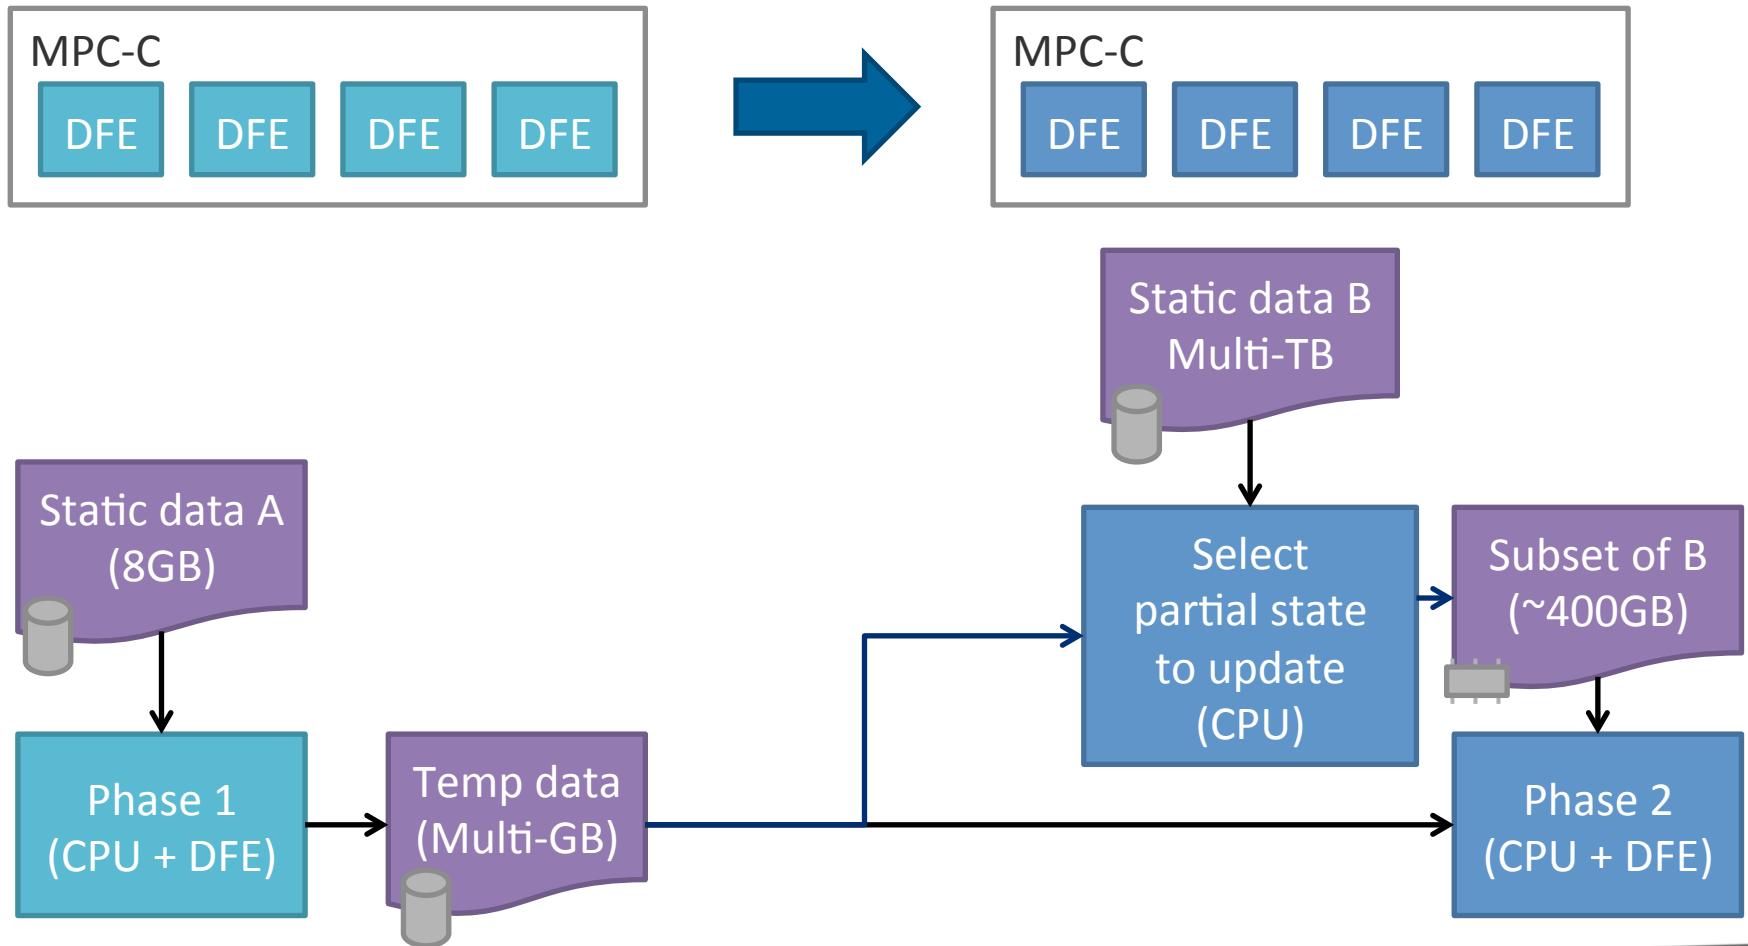 MPC-C
DFE DFE DFE DFE
MPC-C
DFE DFE DFE DFE
Static data B
Multi-TB
Static data A
(8GB)
Select
partial state
to update
(CPU)
Subset of B
(~400GB)
Phase 1
(CPU + DFE)
Temp data
(Multi-GB)
Phase 2
(CPU + DFE)